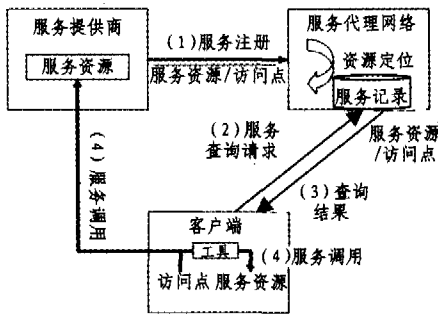 服务提供商
服务资源
(1)服务注册
服务资源/访问点
服务代理网络
资源定位
服务记录
(2)服务
查询请求
服务资源
/访问点
(3)查询
结果
(4)服务调用
客户端
工具
(4)服务调用
访问点 服务资源